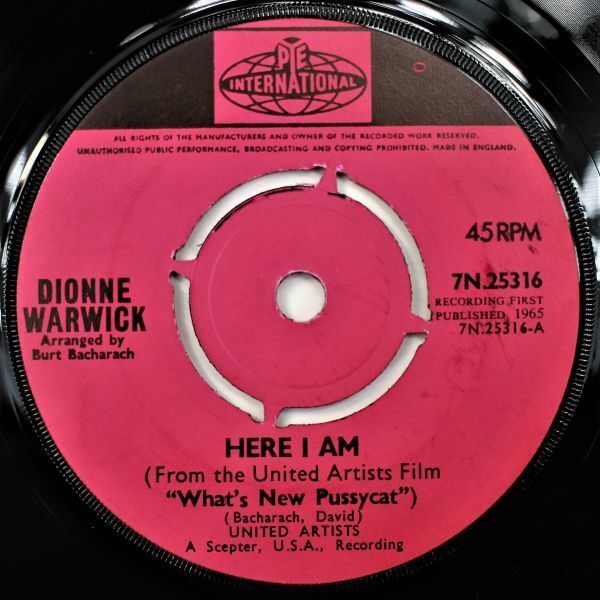 PYE
INTERNATIONAL
ALL RIGHTS OF THE MANUFACTURERS AND OWNER OF THE RECORDED WORK RESERVED.
UNAUTHORISED PUBLIC PERFORMANCE, BROADCASTING AND COPYING PROHIBITED. MADE IN ENGLAND.
45 RPM
7N.25316
RECORDING FIRST
PUBLISHED 1965
7N.25316-A
DIONNE
WARWICK
Arranged by
Burt Bacharach
HERE I AM
(From the United Artists Film
"What's New Pussycat")
(Bacharach, David)
UNITED ARTISTS
A Scepter, U.S.A., Recording